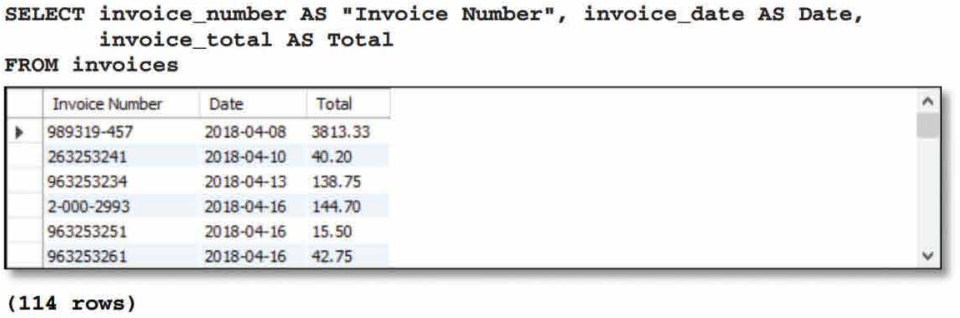 SELECT invoice_number AS "Invoice Number", invoice_date AS Date,
invoice_total AS Total
FROM invoices
Invoice Number Date Total
989319-457 2018-04-08 3813.33
263253241 2018-04-10 40.20
963253234 2018-04-13 138.75
2-000-2993 2018-04-16 144.70
963253251 2018-04-16 15.50
963253261 2018-04-16 42.75
(114 rows)